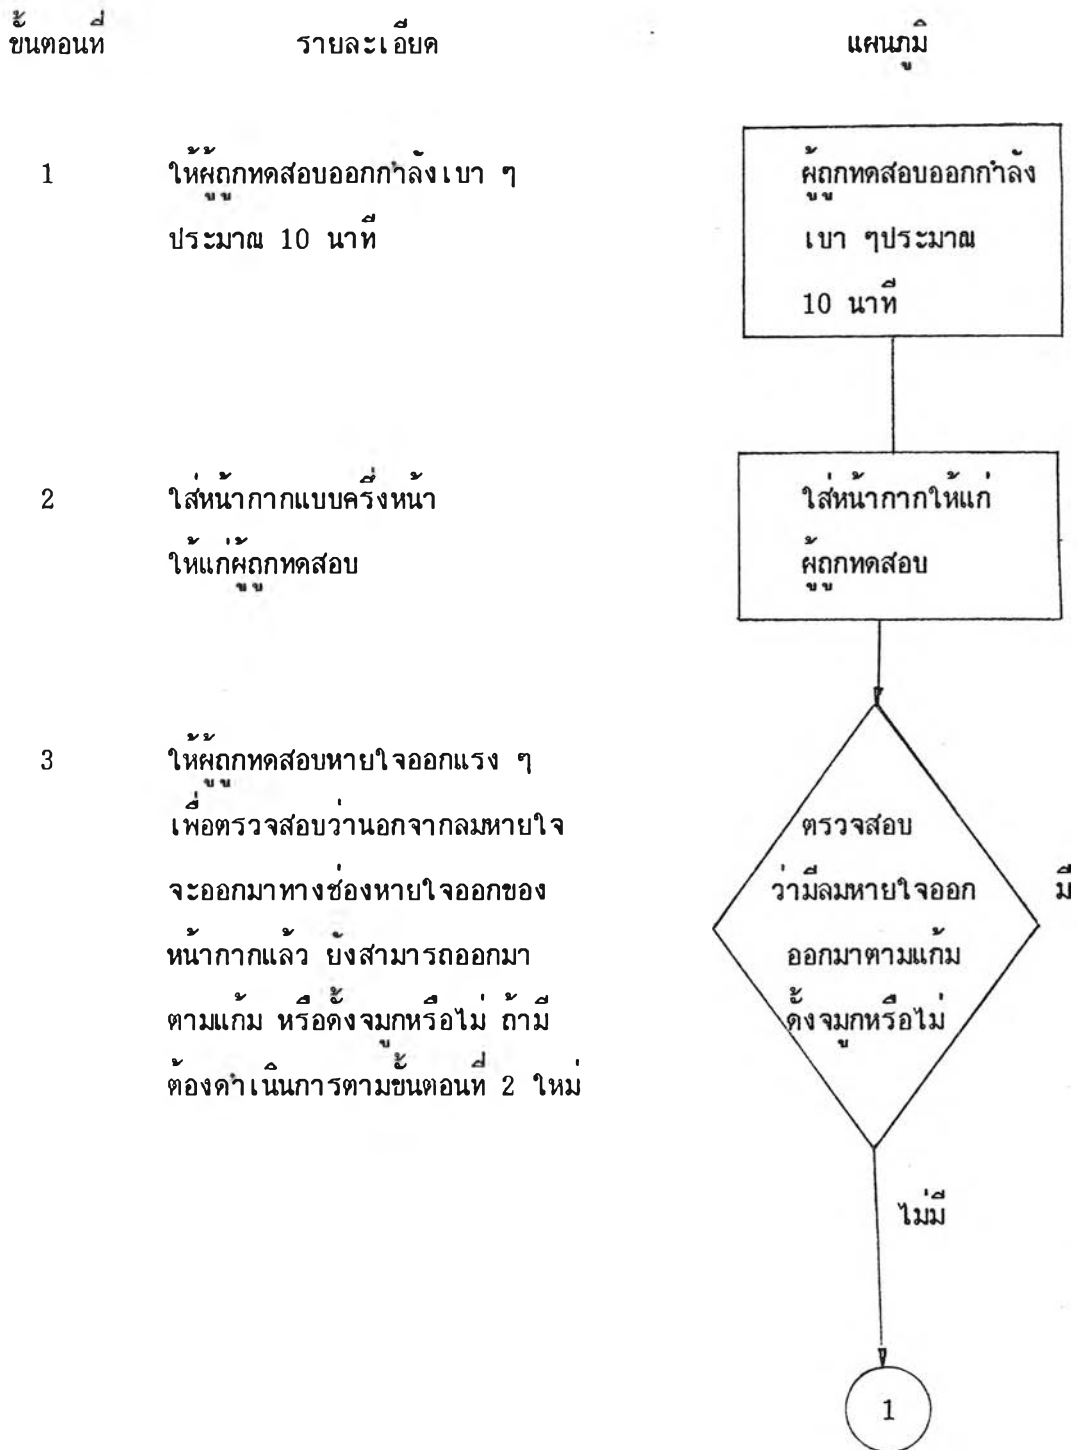 ขั้นตอนที่ รายละเอียด แผนภูมิ
1 ให้ผู้ถูกทดสอบออกกำลังเบา ๆ
ประมาณ 10 นาที
ผู้ถูกทดสอบออกกำลัง
เบา ๆประมาณ
10 นาที
2 ใส่หน้ากากแบบครึ่งหน้า
ให้แก่ผู้ถูกทดสอบ
ใส่หน้ากากให้แก่
ผู้ถูกทดสอบ
3 ให้ผู้ถูกทดสอบหายใจออกแรง ๆ
เพื่อตรวจสอบว่านอกจากลมหายใจ
จะออกมาทางช่องหายใจออกของ
หน้ากากแล้ว ยังสามารถออกมา
ตามแก้ม หรือดั้งจมูกหรือไม่ ถ้ามี
ต้องดำเนินการตามขั้นตอนที่ 2 ใหม่
ตรวจสอบ
ว่ามีลมหายใจออก
ออกมาตามแก้ม
ดั้งจมูกหรือไม่
มี
ไม่มี
1